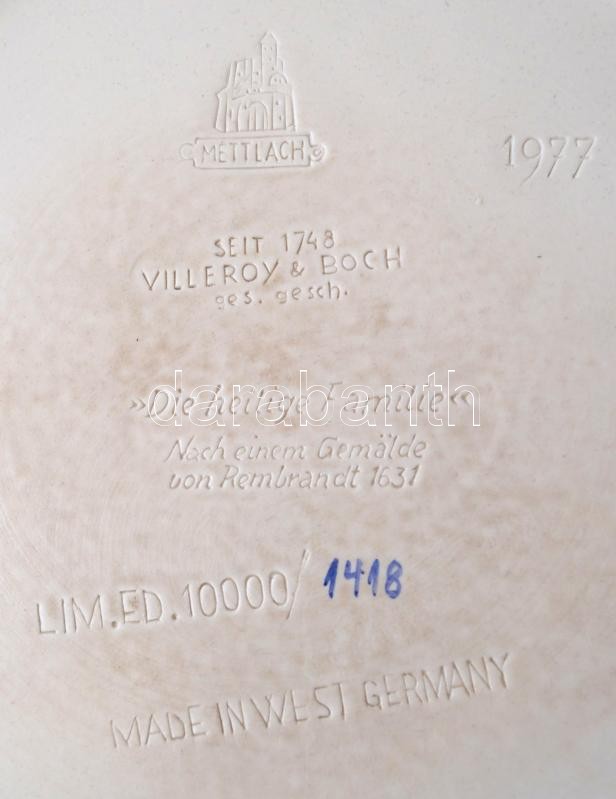 METTLACH
1977
SEIT 1748
VILLEROY & BOCH
ges. gesch.
»Die heilige Familie«
darabanth
Nach einem Gemälde
von Rembrandt 1631
LIM.ED.10000/1418
MADE IN WEST GERMANY